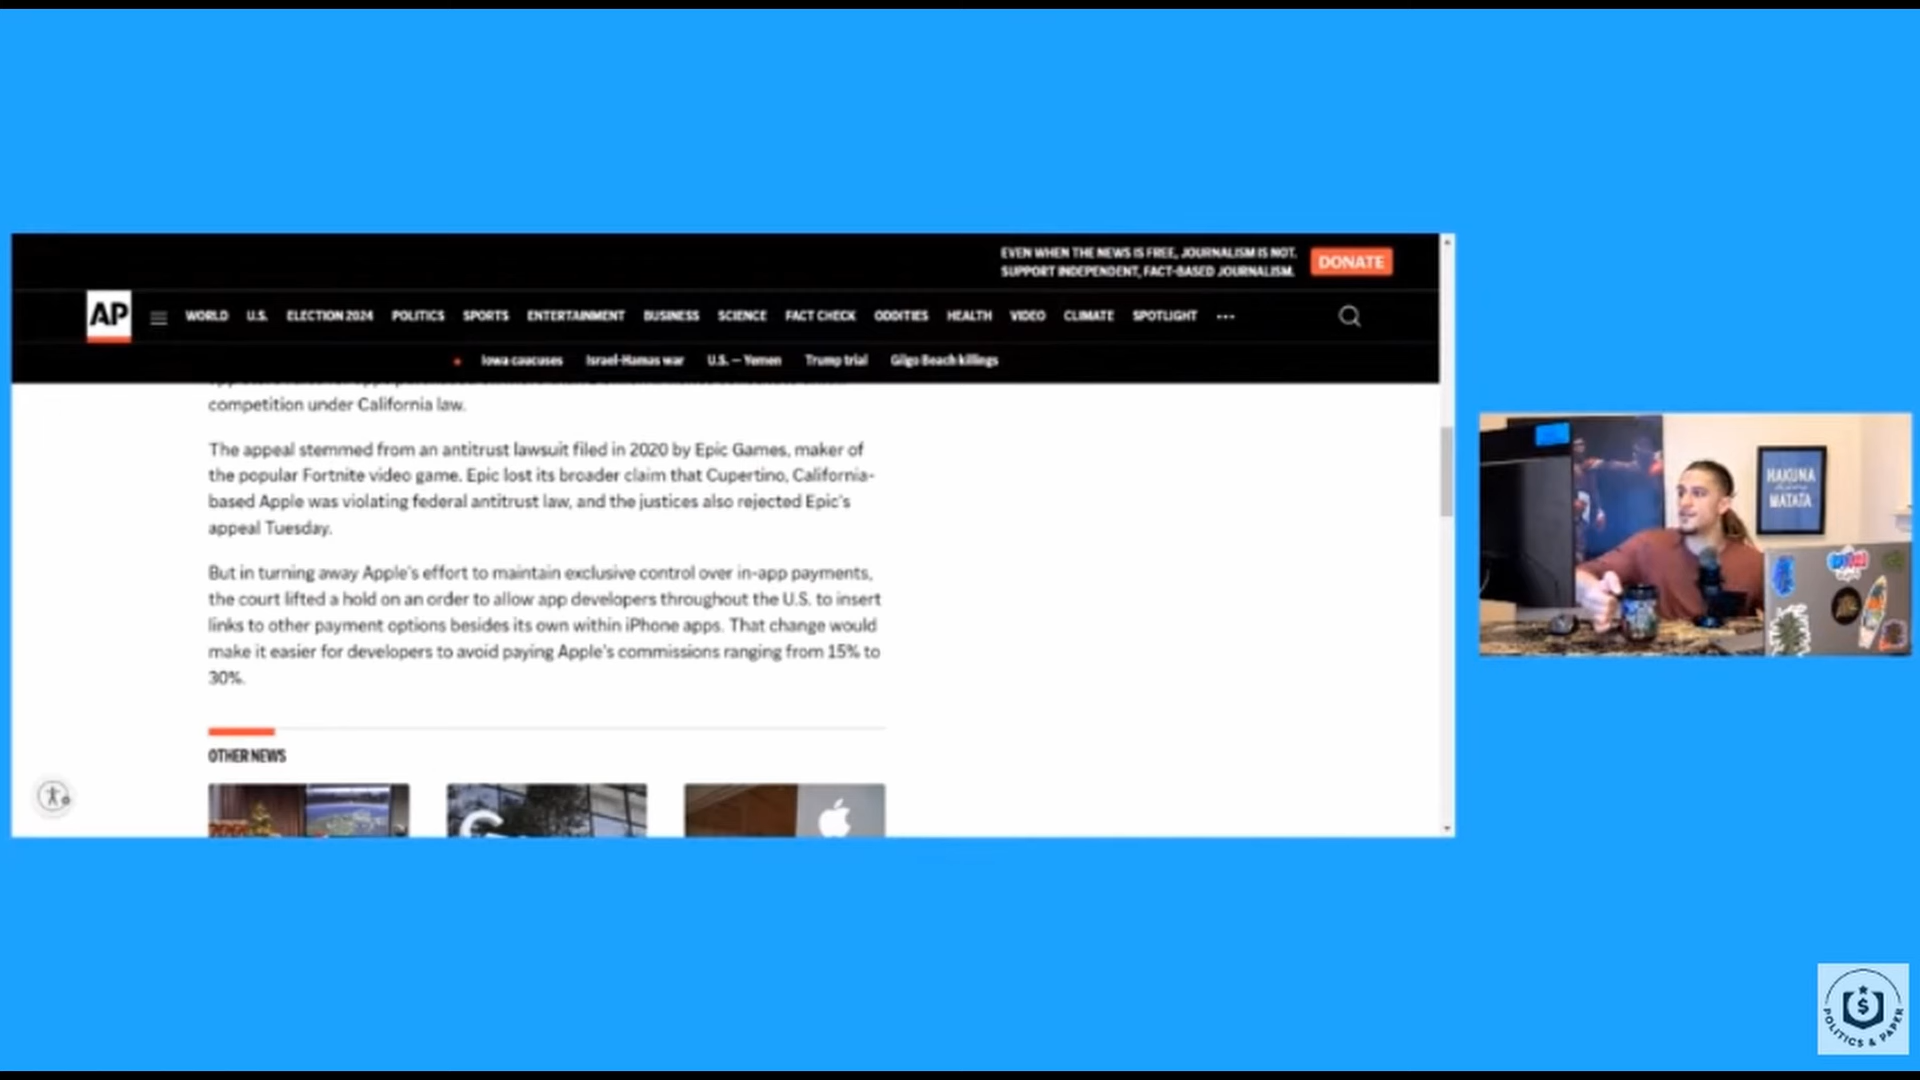 EVEN WHEN THE NEWS IS FREE, JOURNALISM IS NOT.
SUPPORT INDEPENDENT, FACT-BASED JOURNALISM.
DONATE
AP
WORLD U.S. ELECTION 2024 POLITICS SPORTS ENTERTAINMENT BUSINESS SCIENCE FACT CHECK ODDITIES HEALTH VIDEO CLIMATE SPOTLIGHT
Iowa caucuses Israel-Hamas war U.S. — Yemen Trump trial Gilgo Beach killings
competition under California law.
The appeal stemmed from an antitrust lawsuit filed in 2020 by Epic Games, maker of
the popular Fortnite video game. Epic lost its broader claim that Cupertino, California-
based Apple was violating federal antitrust law, and the justices also rejected Epic's
appeal Tuesday.
But in turning away Apple's effort to maintain exclusive control over in-app payments,
the court lifted a hold on an order to allow app developers throughout the U.S. to insert
links to other payment options besides its own within iPhone apps. That change would
make it easier for developers to avoid paying Apple's commissions ranging from 15% to
30%.
OTHER NEWS
G
HAKUNA
MATATA
$
POLITICS & PAPER